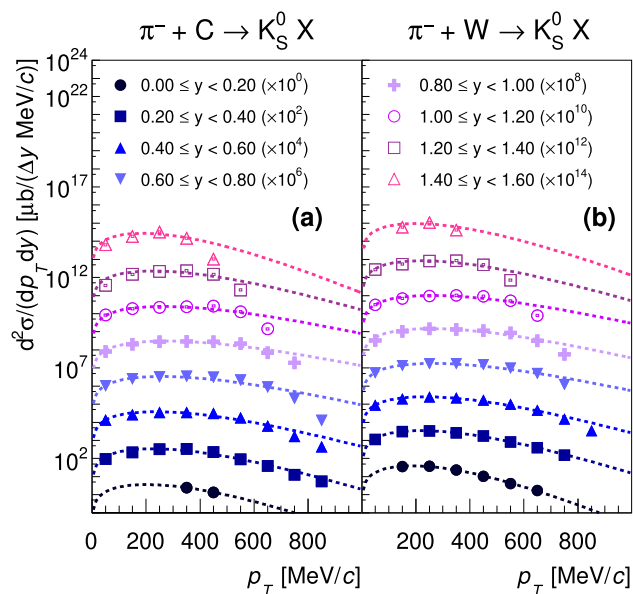 π⁻ + C → K⁰_S X
π⁻ + W → K⁰_S X
d²σ/(dp_T dy) [μb/(Δy MeV/c)]
10²⁴
10²²
10¹⁷
10¹²
10⁷
10²
0.00 ≤ y < 0.20 (×10⁰)
0.20 ≤ y < 0.40 (×10²)
0.40 ≤ y < 0.60 (×10⁴)
0.60 ≤ y < 0.80 (×10⁶)
(a)
0.80 ≤ y < 1.00 (×10⁸)
1.00 ≤ y < 1.20 (×10¹⁰)
1.20 ≤ y < 1.40 (×10¹²)
1.40 ≤ y < 1.60 (×10¹⁴)
(b)
0 200 400 600 800
200 400 600 800
p_T [MeV/c]
p_T [MeV/c]